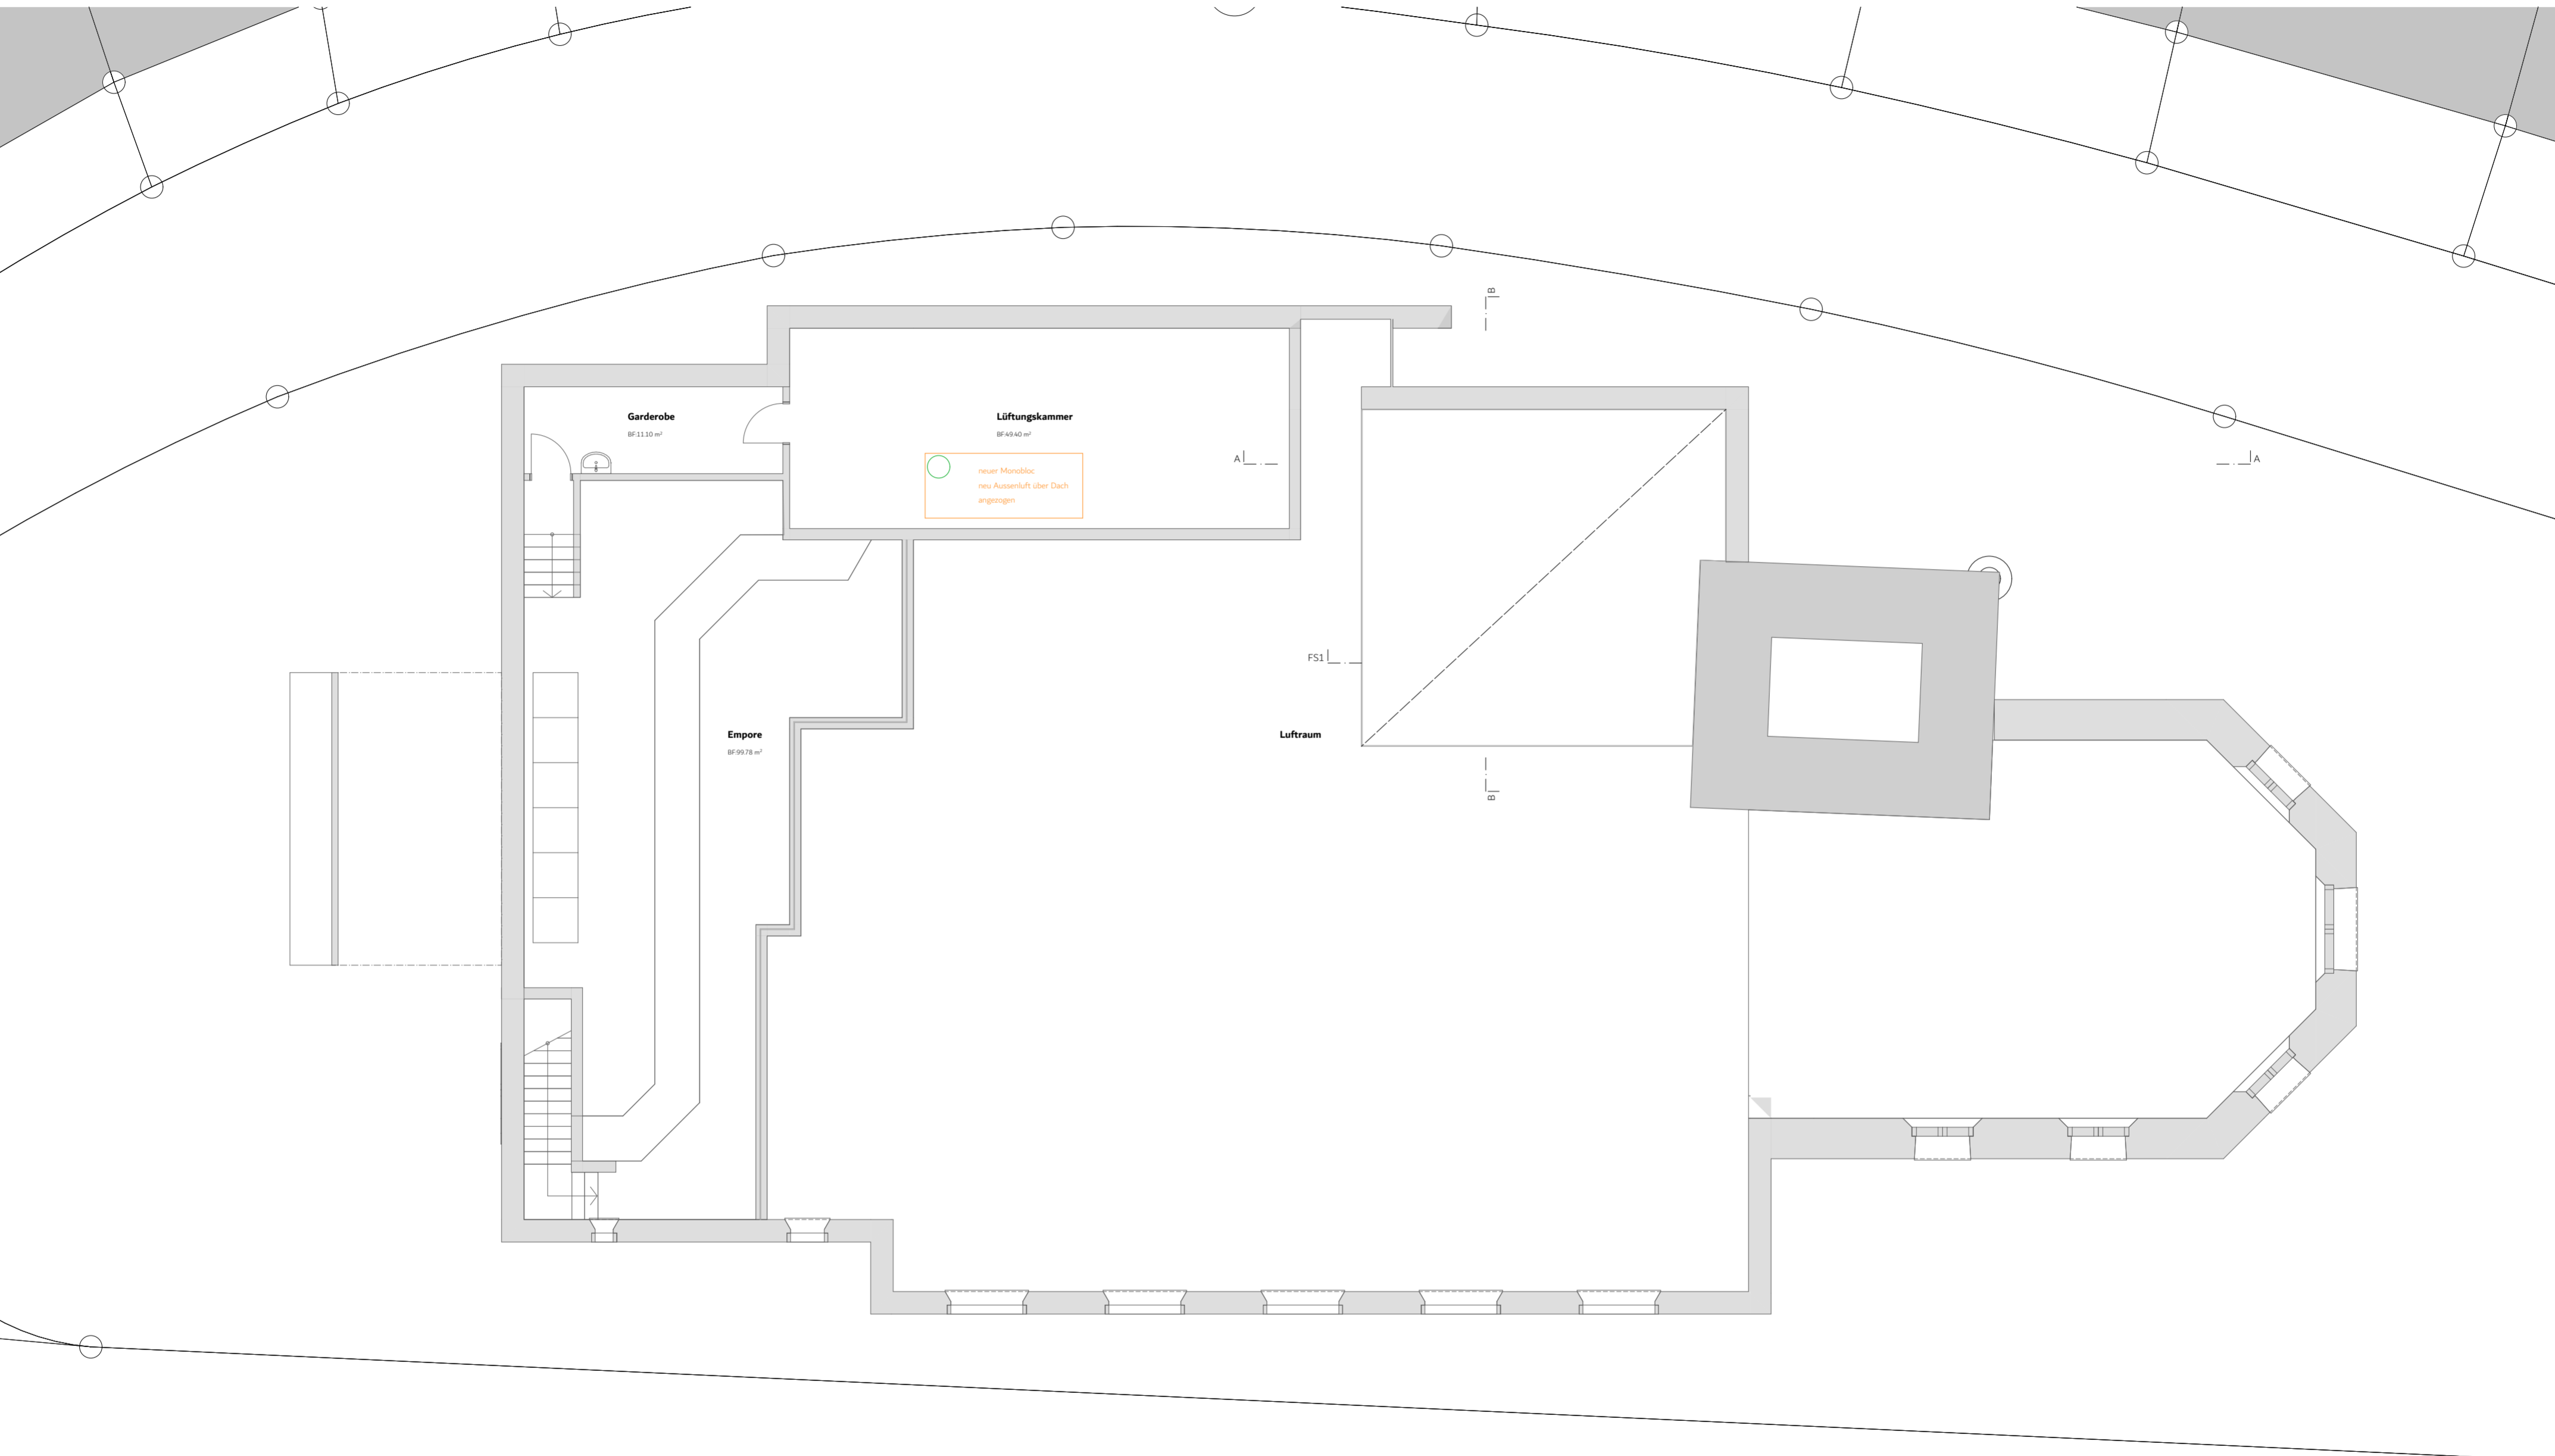 B
Garderobe
BF:11.10 m²
Lüftungskammer
BF:49.40 m²
A
A
neuer Monobloc
neu Aussenluft über Dach
angezogen
FS1
Empore
BF:99.78 m²
Luftraum
B